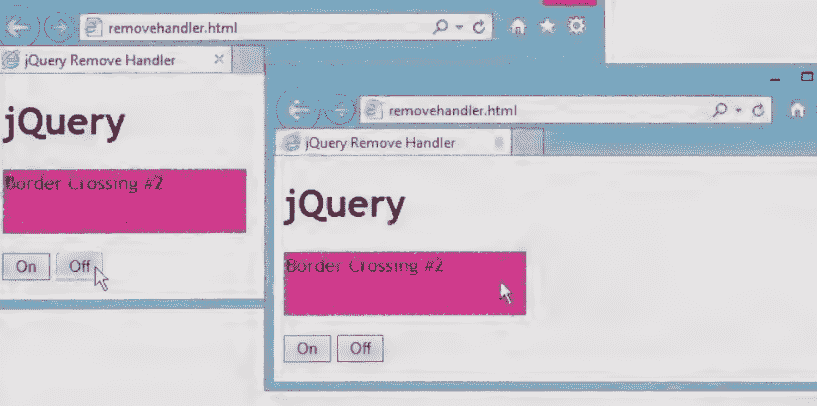 removehandler.html
jQuery Remove Handler
jQuery
Border Crossing #2
On Off
removehandler.html
jQuery Remove Handler
jQuery
Border Crossing #2
On Off